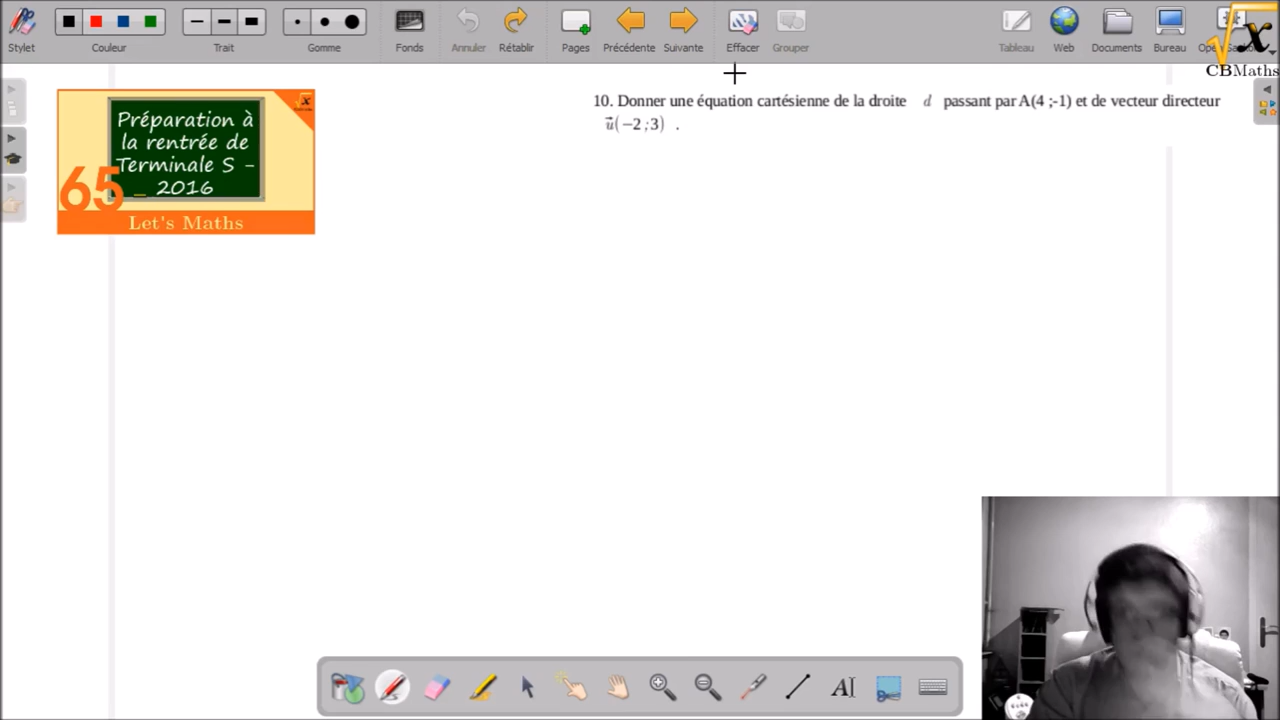 Stylet
Couleur
Trait
Gomme
Fonds
Annuler
Rétablir
Pages
Précédente
Suivante
Effacer
Grouper
Tableau
Web
Documents
Bureau
CBMaths
Préparation à
la rentrée de
Terminale S -
2016
65
Let's Maths
10. Donner une équation cartésienne de la droite d passant par A(4 ;-1) et de vecteur directeur
u⃗(−2 ; 3) .